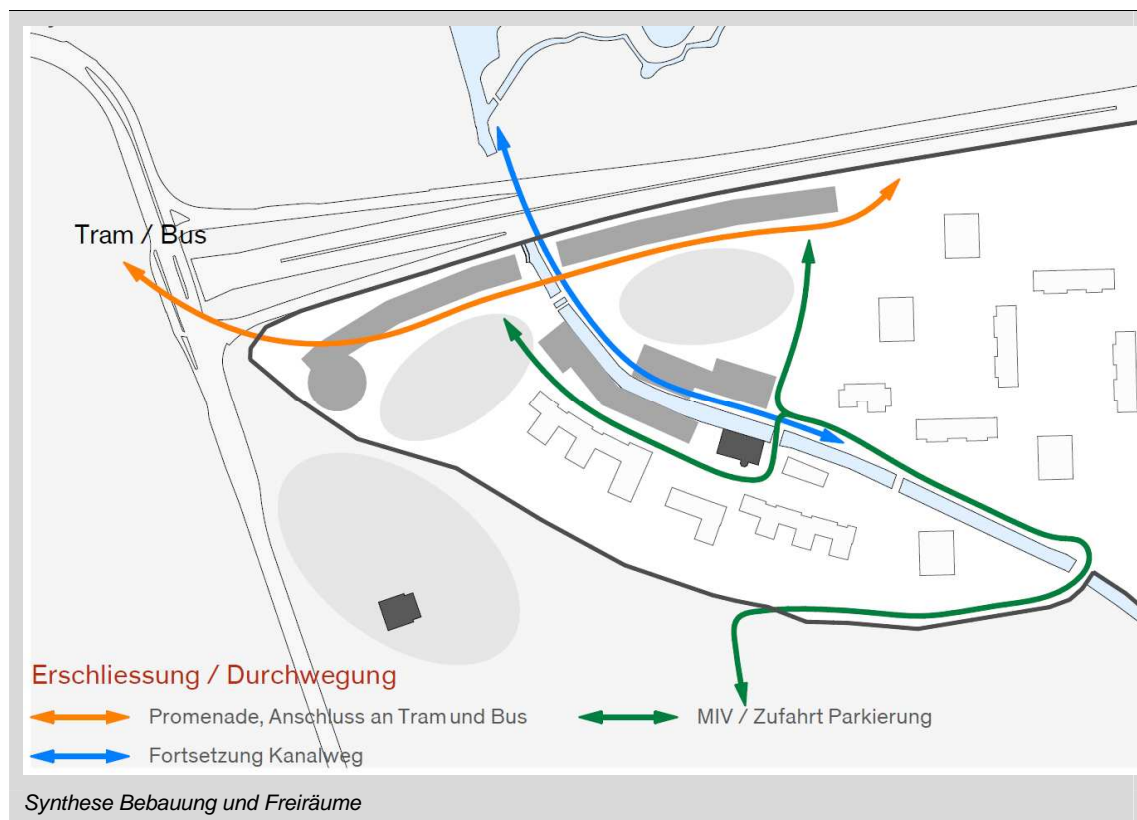 Tram / Bus
Erschliessung / Durchwegung
Promenade, Anschluss an Tram und Bus
MIV / Zufahrt Parkierung
Fortsetzung Kanalweg
Synthese Bebauung und Freiräume